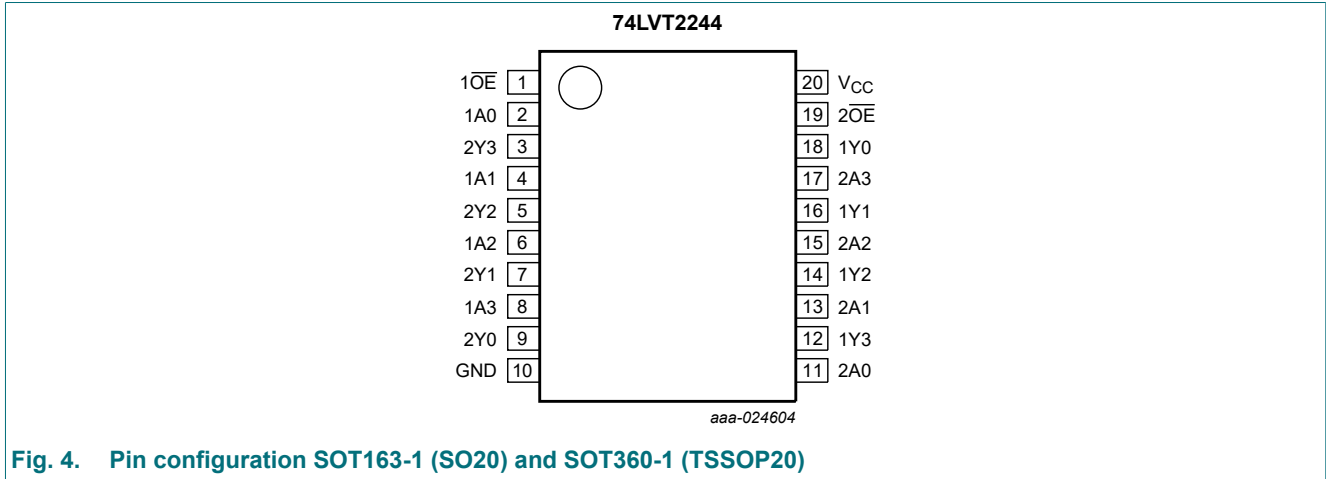 74LVT2244
1O̅E̅ 1 20 VCC
1A0 2 19 2O̅E̅
2Y3 3 18 1Y0
1A1 4 17 2A3
2Y2 5 16 1Y1
1A2 6 15 2A2
2Y1 7 14 1Y2
1A3 8 13 2A1
2Y0 9 12 1Y3
GND 10 11 2A0
aaa-024604
Fig. 4. Pin configuration SOT163-1 (SO20) and SOT360-1 (TSSOP20)